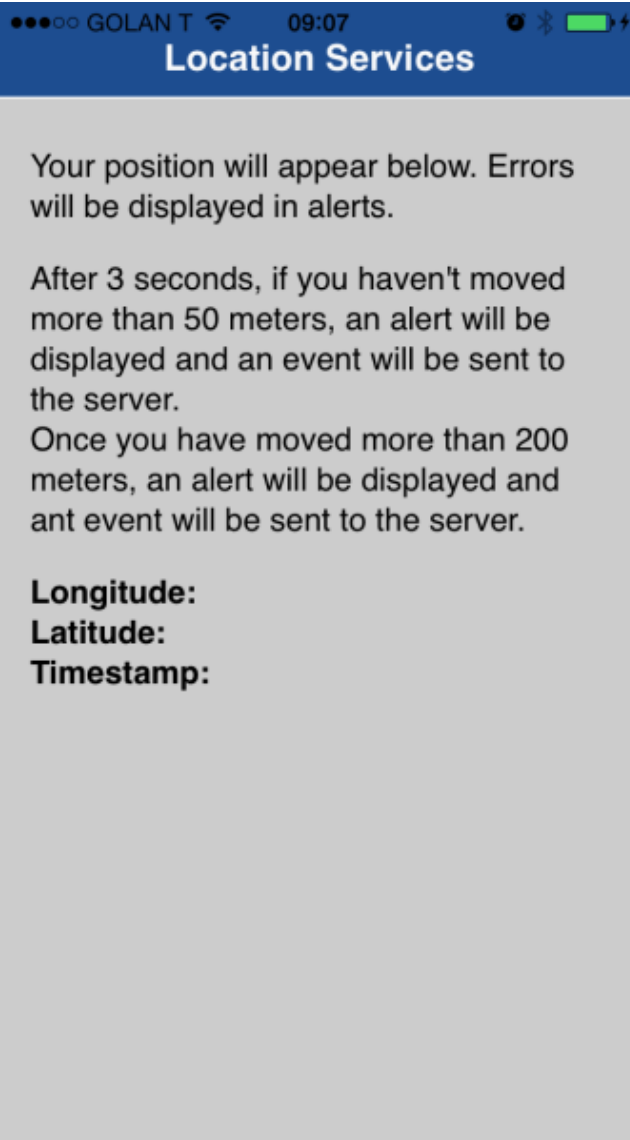 GOLAN T 09:07
Location Services
Your position will appear below. Errors
will be displayed in alerts.
After 3 seconds, if you haven't moved
more than 50 meters, an alert will be
displayed and an event will be sent to
the server.
Once you have moved more than 200
meters, an alert will be displayed and
ant event will be sent to the server.
Longitude:
Latitude:
Timestamp: